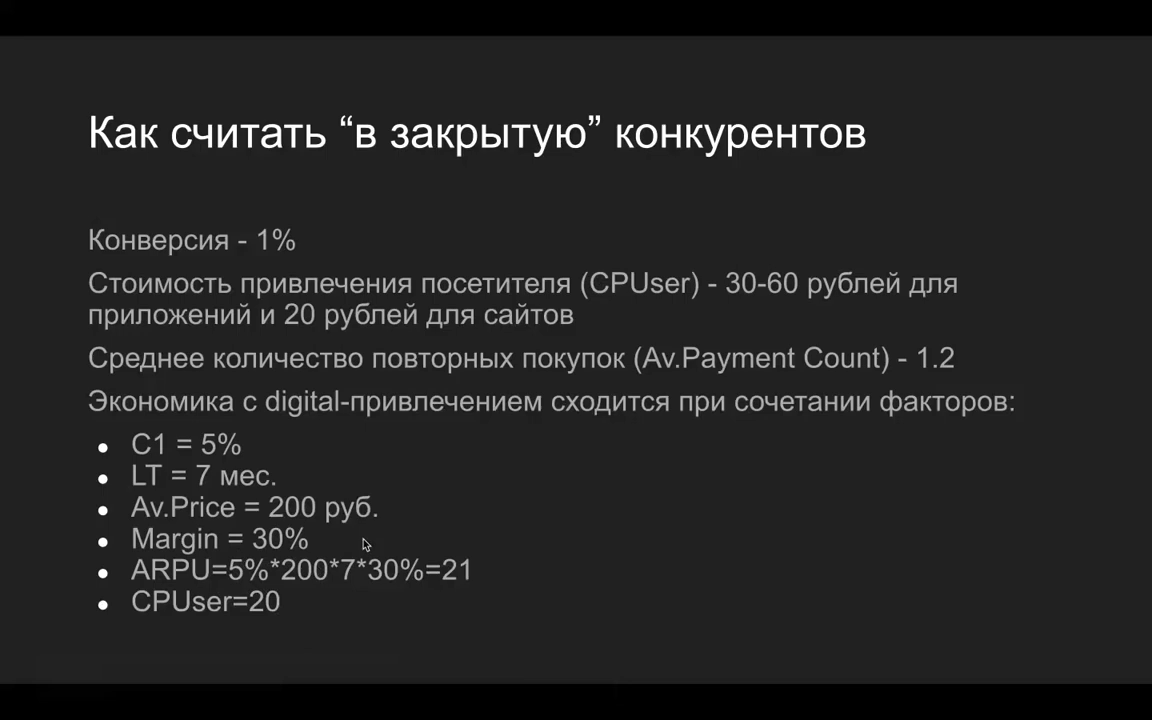 Как считать “в закрытую” конкурентов
Конверсия - 1%
Стоимость привлечения посетителя (CPUser) - 30-60 рублей для
приложений и 20 рублей для сайтов
Среднее количество повторных покупок (Av.Payment Count) - 1.2
Экономика с digital-привлечением сходится при сочетании факторов:
● C1 = 5%
● LT = 7 мес.
● Av.Price = 200 руб.
● Margin = 30%
● ARPU=5%*200*7*30%=21
● CPUser=20